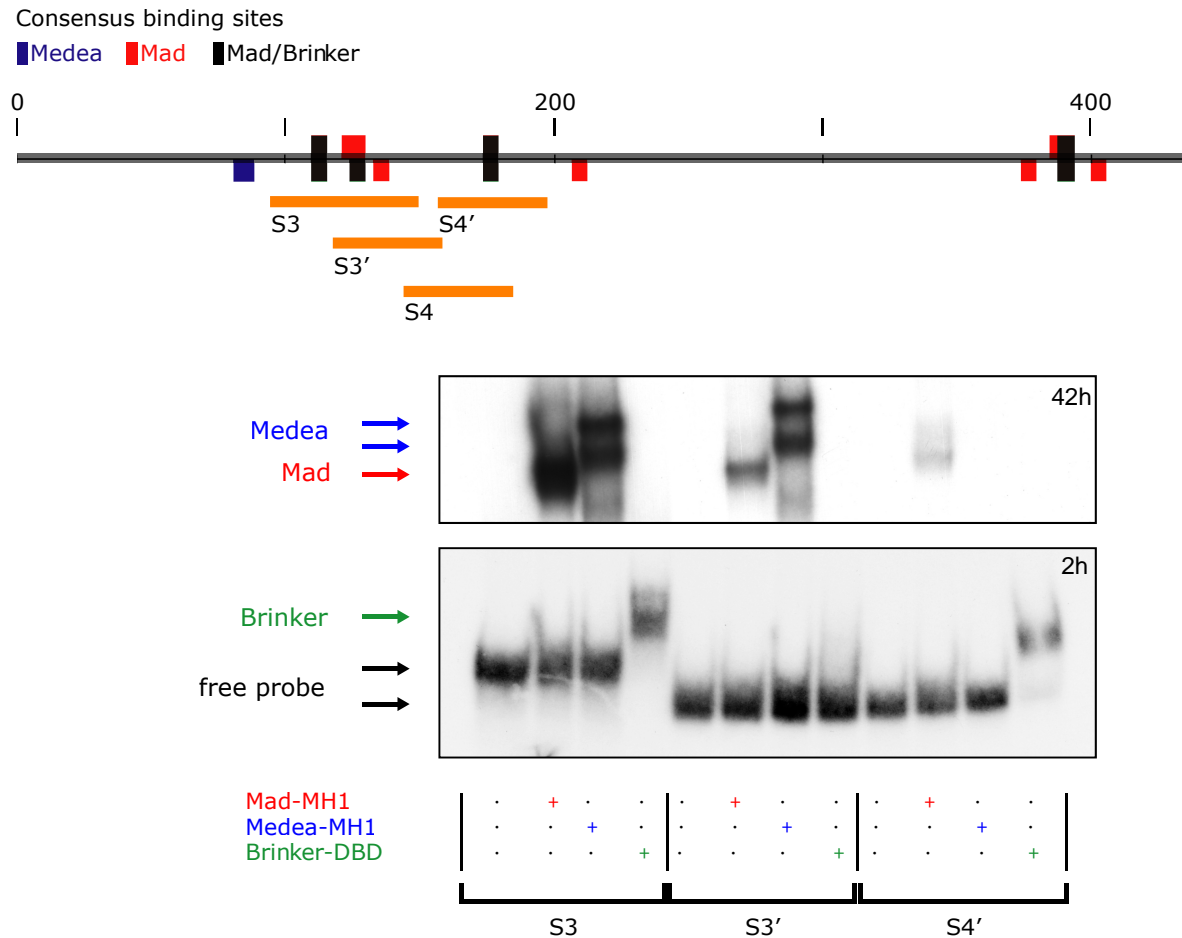 Consensus binding sites
Medea Mad Mad/Brinker
0 200 400
S3 S4′
S3′
S4
42h
Medea
Mad
2h
Brinker
free probe
Mad-MH1 . + . . . + . . . + . .
Medea-MH1 . . + . . . + . . . + .
Brinker-DBD . . . + . . . + . . . +
S3 S3′ S4′